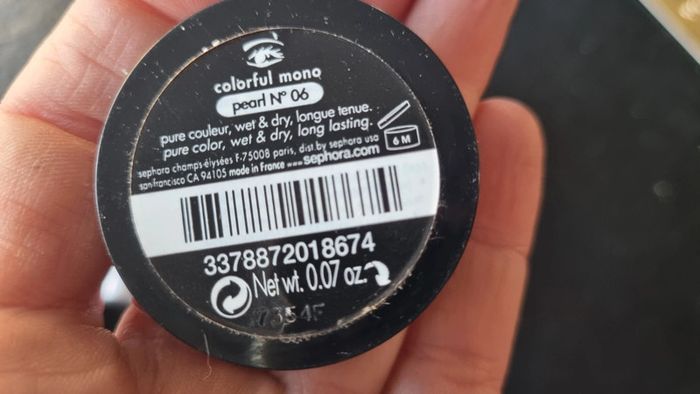 colorful mono
pearl N° 06
pure couleur, wet & dry, longue tenue.
pure color, wet & dry, long lasting.
sephora champs-élysées F-75008 paris, dist.by sephora usa
san francisco CA 94105 made in France www.sephora.com
6 M
3378872018674
Net wt. 0.07 oz.